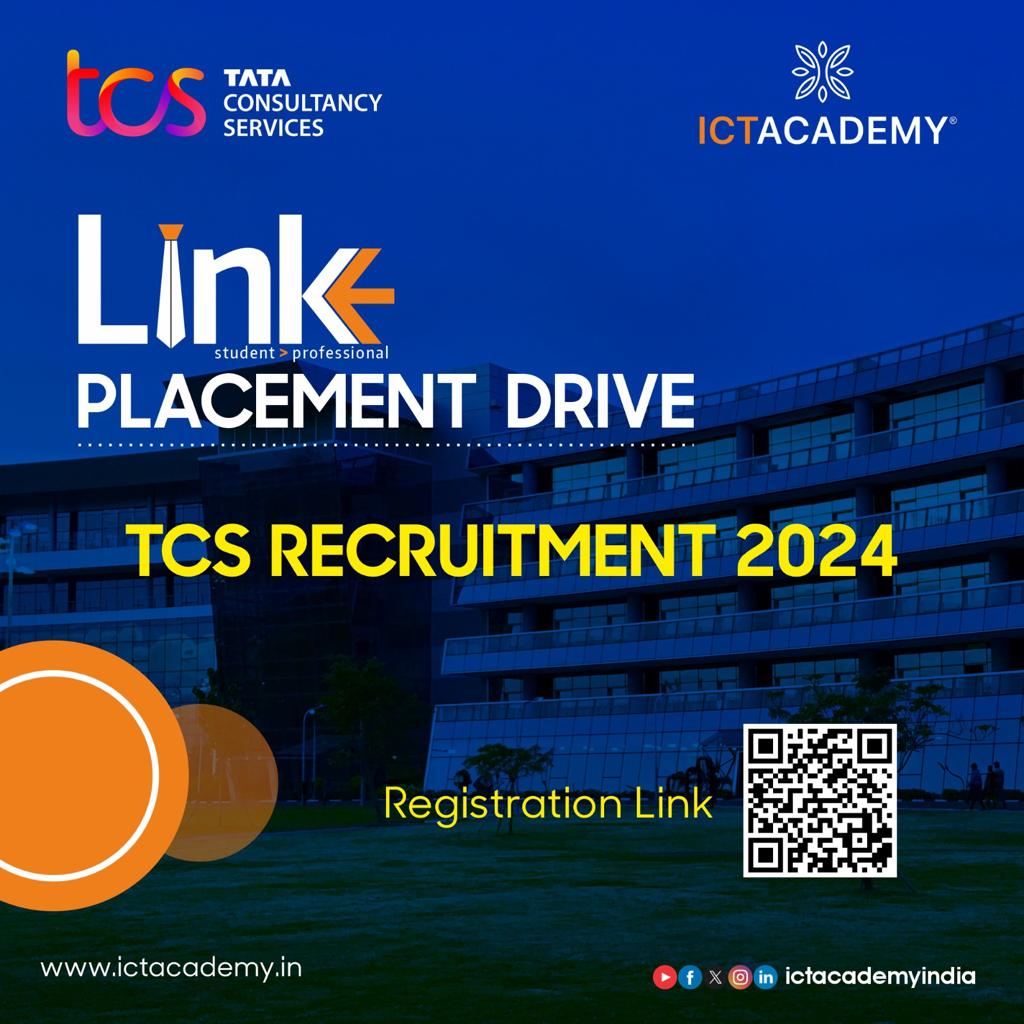 tcs TATA
CONSULTANCY
SERVICES
ICTACADEMY®
Link
student > professional
PLACEMENT DRIVE
TCS RECRUITMENT 2024
Registration Link
www.ictacademy.in
ictacademyindia